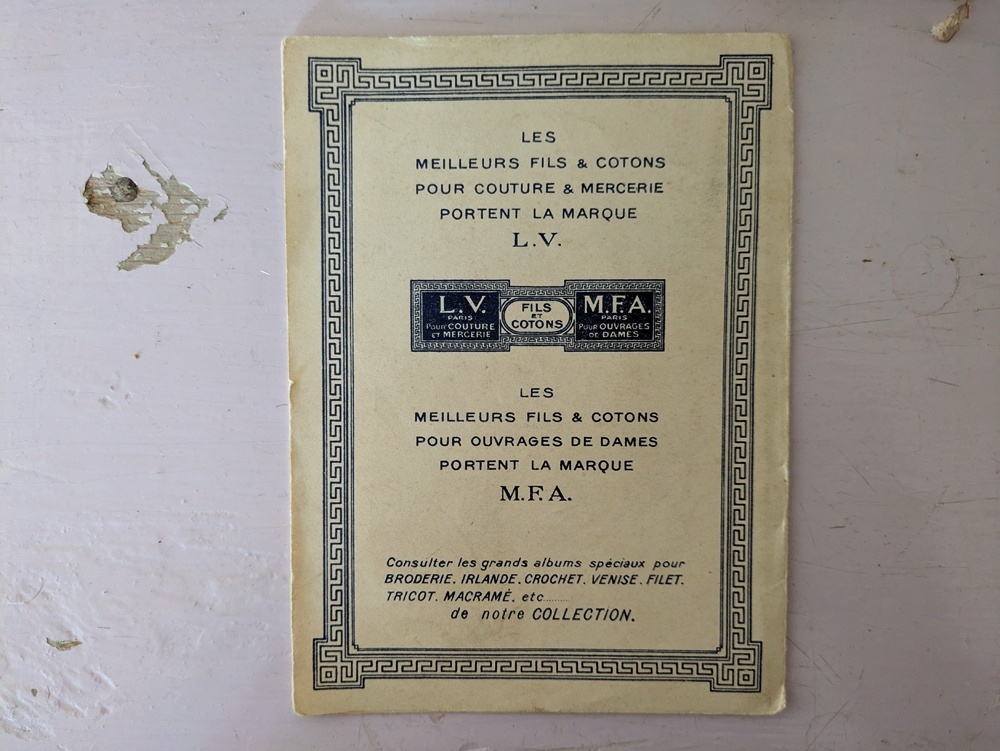 LES
MEILLEURS FILS & COTONS
POUR COUTURE & MERCERIE
PORTENT LA MARQUE
L.V.
L.V.
PARIS
POUR COUTURE
ET MERCERIE
FILS
ET
COTONS
M.F.A.
PARIS
POUR OUVRAGES
DE DAMES
LES
MEILLEURS FILS & COTONS
POUR OUVRAGES DE DAMES
PORTENT LA MARQUE
M.F.A.
Consulter les grands albums spéciaux pour
BRODERIE. IRLANDE. CROCHET. VENISE. FILET.
TRICOT. MACRAMÉ. etc.........
de notre COLLECTION.